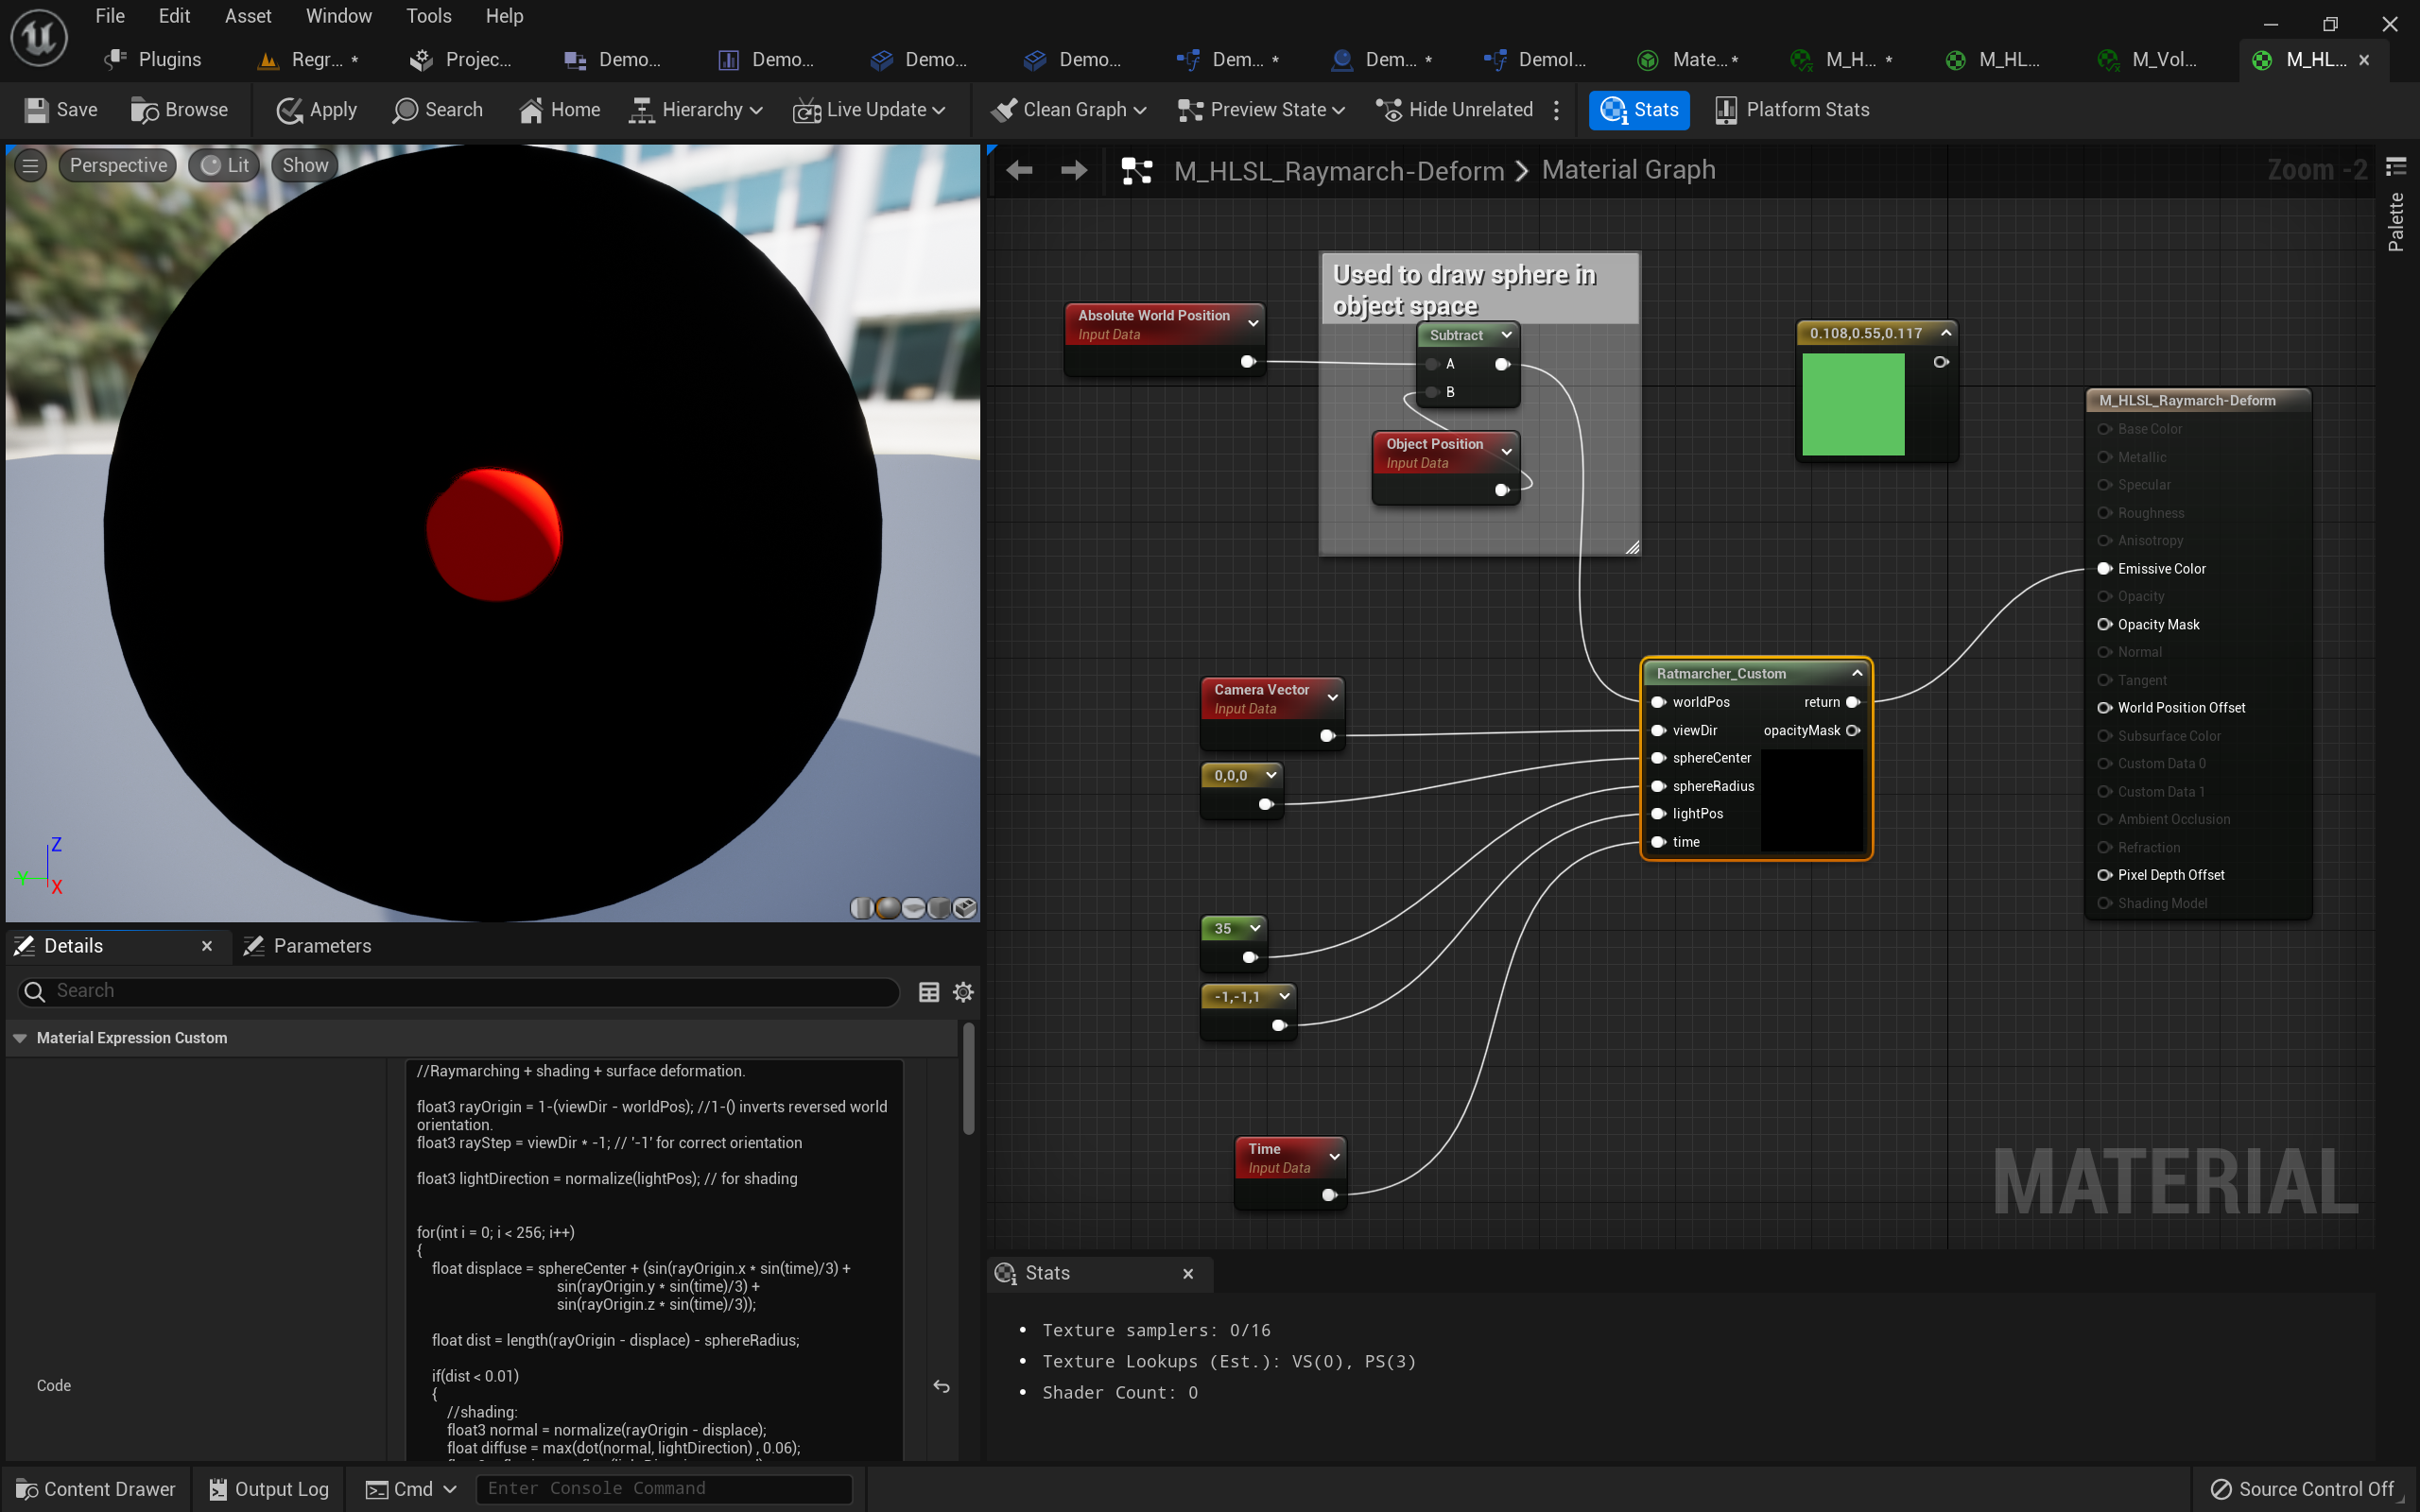 File Edit Asset Window Tools Help
Plugins Regr... * Projec... Demo... Demo... Demo... Demo... Dem... * Dem... * Demol... Mate...* M_H... * M_HL... M_Vol... M_HL...
Save Browse Apply Search Home Hierarchy Live Update Clean Graph Preview State Hide Unrelated Stats Platform Stats
Perspective Lit Show
Z
Y
X
M_HLSL_Raymarch-Deform > Material Graph
Zoom -2
Palette
Used to draw sphere in
object space
Absolute World Position
Input Data
Subtract
A
B
Object Position
Input Data
0.108,0.55,0.117
Camera Vector
Input Data
0,0,0
35
-1,-1,1
Time
Input Data
Ratmarcher_Custom
worldPos return
viewDir opacityMask
sphereCenter
sphereRadius
lightPos
time
M_HLSL_Raymarch-Deform
Base Color
Metallic
Specular
Roughness
Anisotropy
Emissive Color
Opacity
Opacity Mask
Normal
Tangent
World Position Offset
Subsurface Color
Custom Data 0
Custom Data 1
Ambient Occlusion
Refraction
Pixel Depth Offset
Shading Model
MATERIAL
Details Parameters
Search
Material Expression Custom
Code
//Raymarching + shading + surface deformation.
float3 rayOrigin = 1-(viewDir - worldPos); //1-() inverts reversed world
orientation.
float3 rayStep = viewDir * -1; // '-1' for correct orientation
float3 lightDirection = normalize(lightPos); // for shading
for(int i = 0; i < 256; i++)
{
float displace = sphereCenter + (sin(rayOrigin.x * sin(time)/3) +
sin(rayOrigin.y * sin(time)/3) +
sin(rayOrigin.z * sin(time)/3));
float dist = length(rayOrigin - displace) - sphereRadius;
if(dist < 0.01)
{
//shading:
float3 normal = normalize(rayOrigin - displace);
float diffuse = max(dot(normal, lightDirection) , 0.06);
Stats
• Texture samplers: 0/16
• Texture Lookups (Est.): VS(0), PS(3)
• Shader Count: 0
Content Drawer Output Log Cmd Enter Console Command Source Control Off